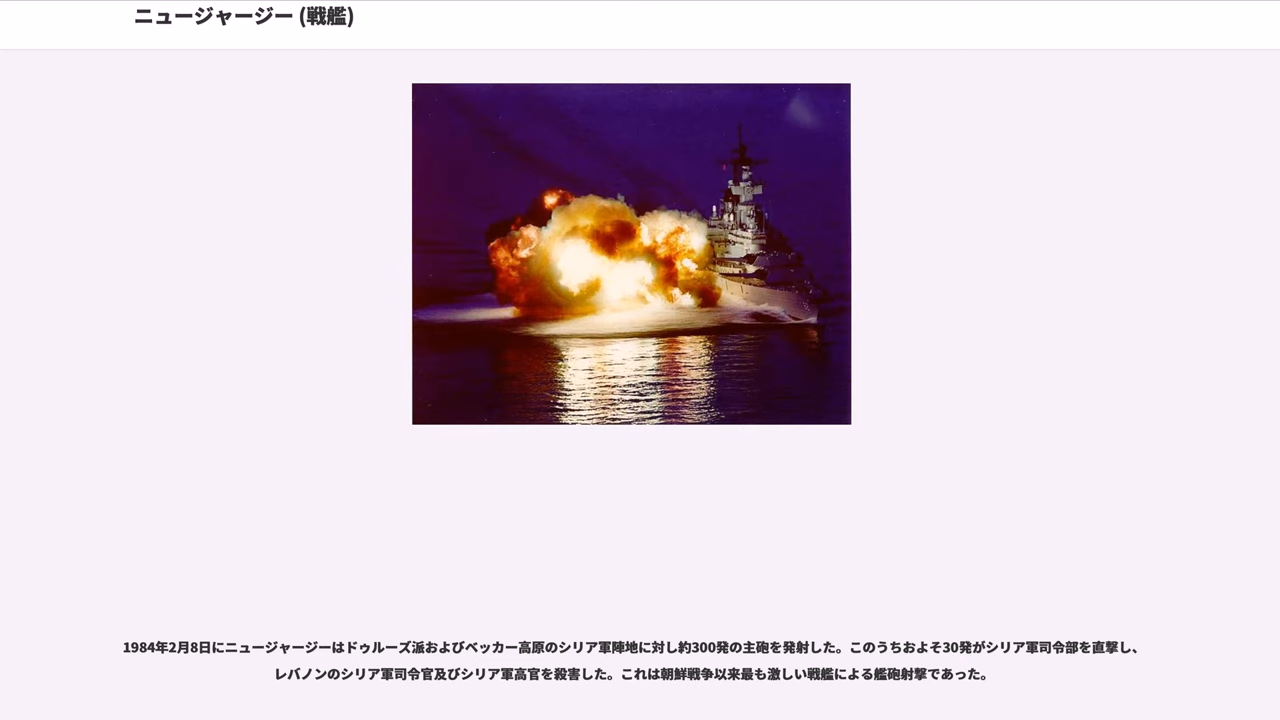 ニュージャージー (戦艦)
1984年2月8日にニュージャージーはドゥルーズ派およびベッカー高原のシリア軍陣地に対し約300発の主砲を発射した。このうちおよそ30発がシリア軍司令部を直撃し、
レバノンのシリア軍司令官及びシリア軍高官を殺害した。これは朝鮮戦争以来最も激しい戦艦による艦砲射撃であった。